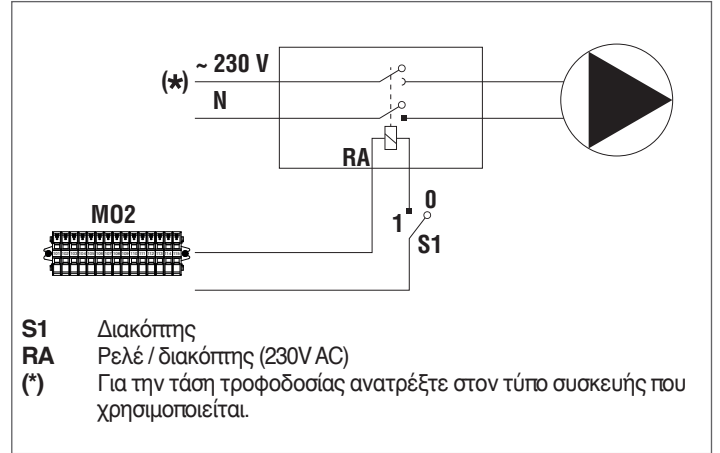 ~ 230 V
(*)
N
RA
MO2
0
1
S1
S1 Διακόπτης
RA Ρελέ / διακόπτης (230V AC)
(*) Για την τάση τροφοδοσίας ανατρέξτε στον τύπο συσκευής που
χρησιμοποιείται.